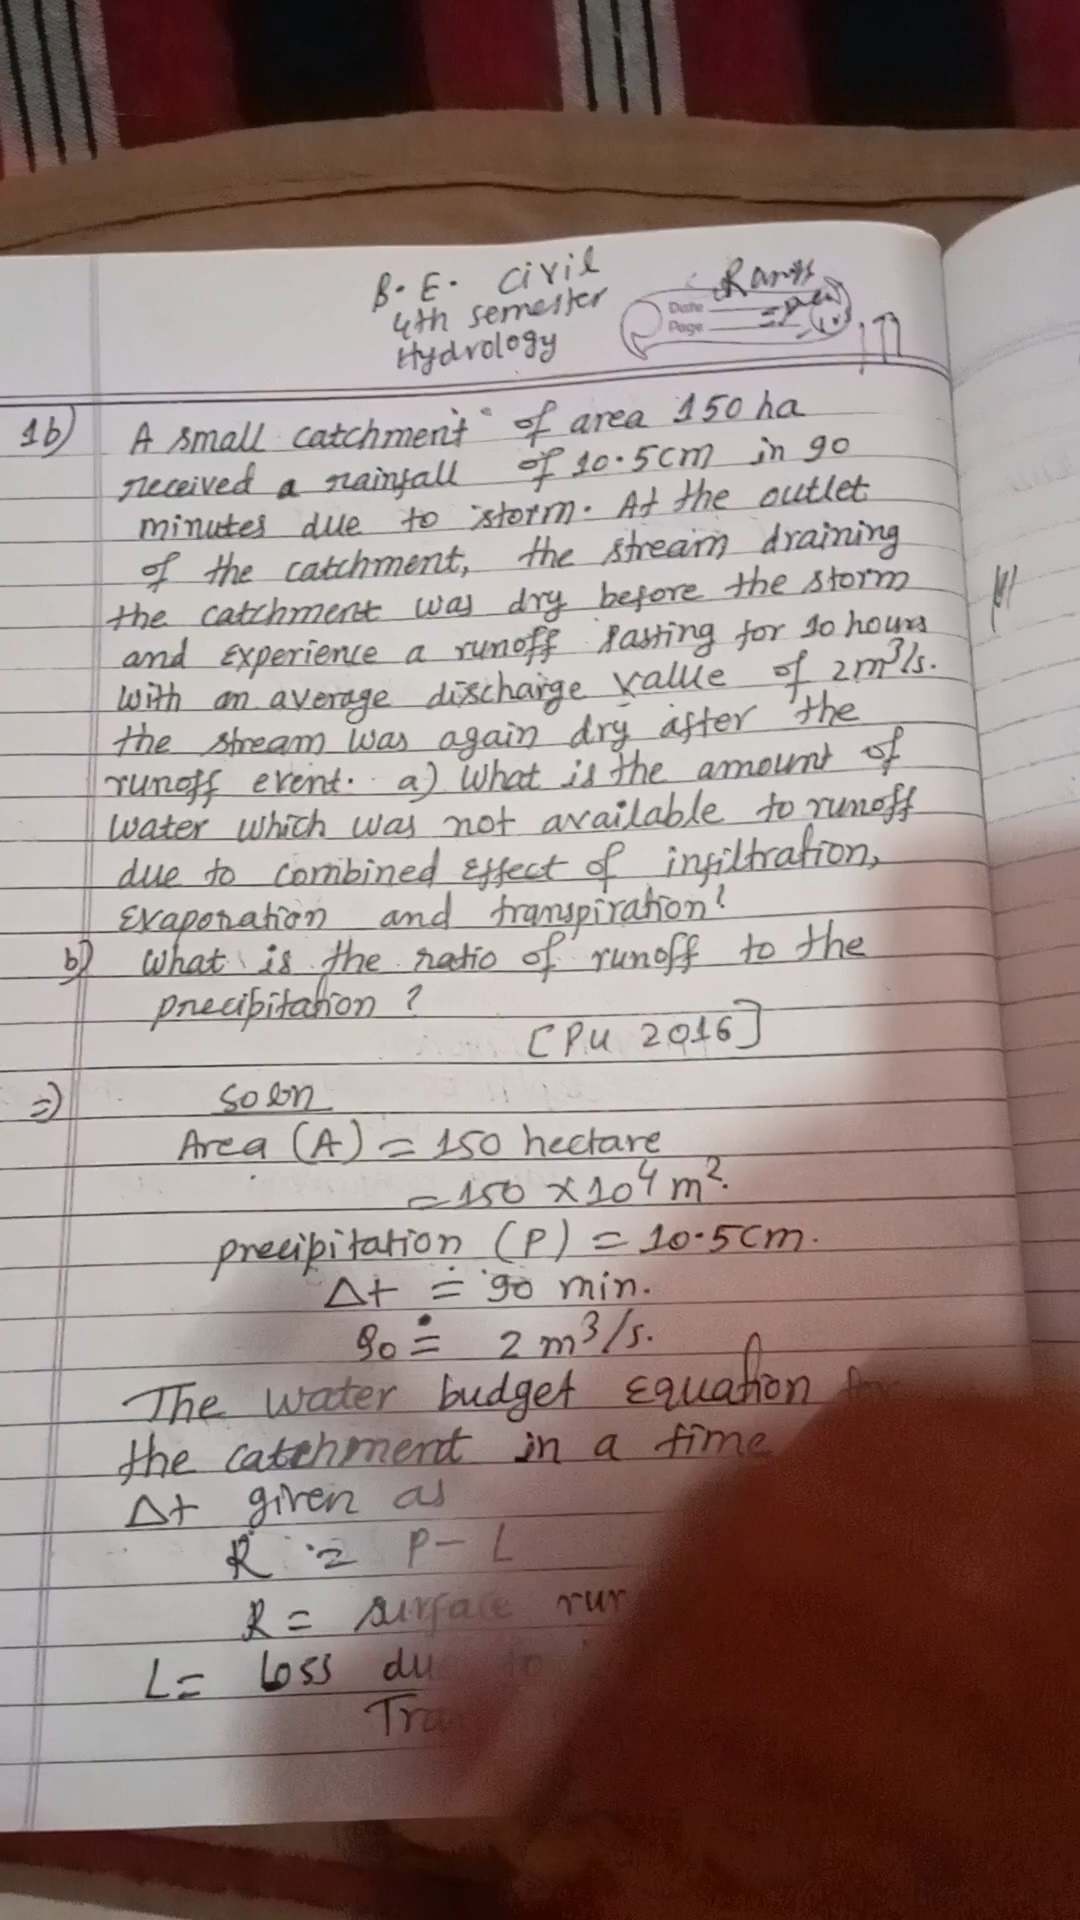 B.E. Civil
4th semester
Hydrology
Date
Page
1b) A small catchment of area 150 ha
received a rainfall of 10.5cm in 90
minutes due to storm. At the outlet
of the catchment, the stream draining
the catchment was dry before the storm
and Experience a runoff lasting for 10 hours
with an average discharge value of 2m³/s.
the stream was again dry after the
runoff event. a) What is the amount of
water which was not available to runoff
due to combined Effect of infiltration,
Evaporation and transpiration?
b) What is the ratio of runoff to the
precipitation ?
[PU 2016]
=) Soln
Area (A) = 150 hectare
= 150 × 10⁴ m².
precipitation (P) = 10.5cm.
Δt = 90 min.
= 2 m³/s.
The water budget Equation
the catchment in a time
Δt given as
R = P - L
R = surface
L = Loss